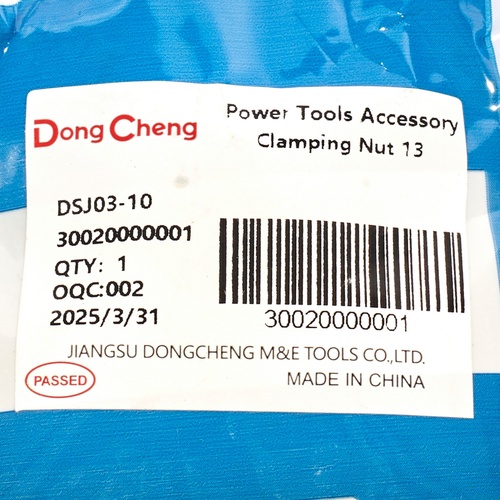 Dong Cheng
Power Tools Accessory
Clamping Nut 13
DSJ03-10
30020000001
QTY: 1
OQC:002
2025/3/31
30020000001
JIANGSU DONGCHENG M&E TOOLS CO.,LTD.
PASSED
MADE IN CHINA